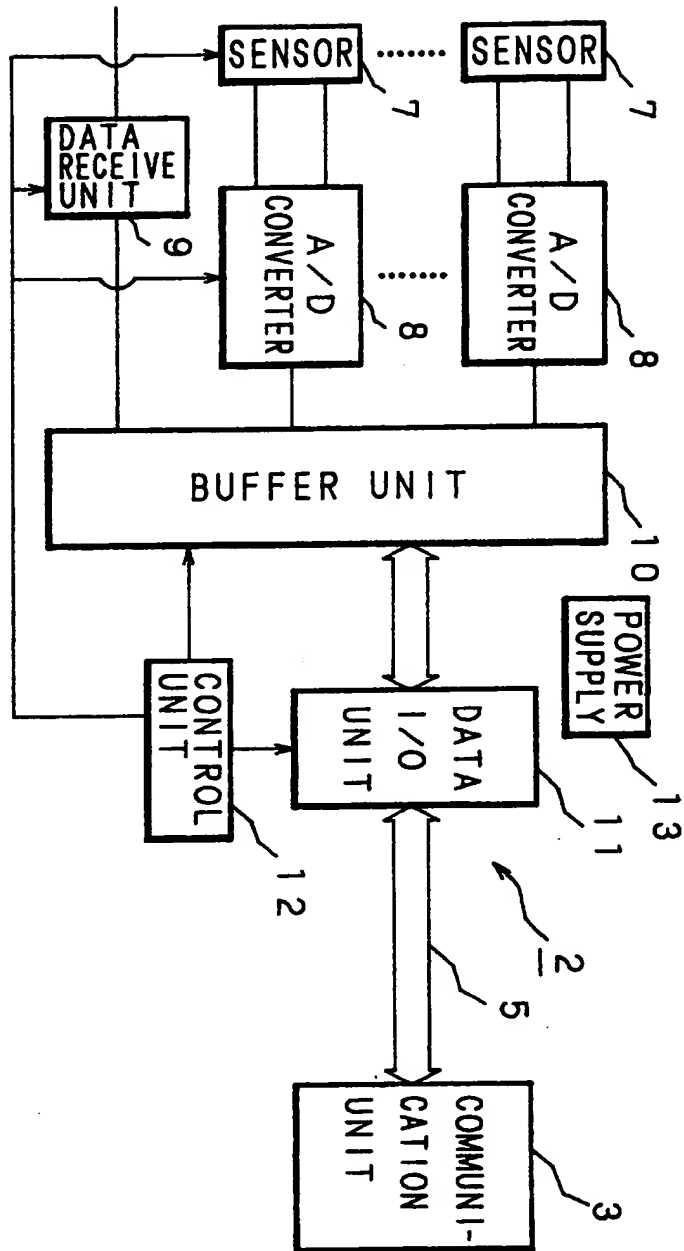 SENSOR
7
SENSOR
7
DATA
RECEIVE
UNIT
9
A/D
CONVERTER
8
A/D
CONVERTER
8
BUFFER UNIT
10
POWER
SUPPLY
13
CONTROL
UNIT
12
DATA
I/O
UNIT
11
2
5
COMMUNI-
CATION
UNIT
3